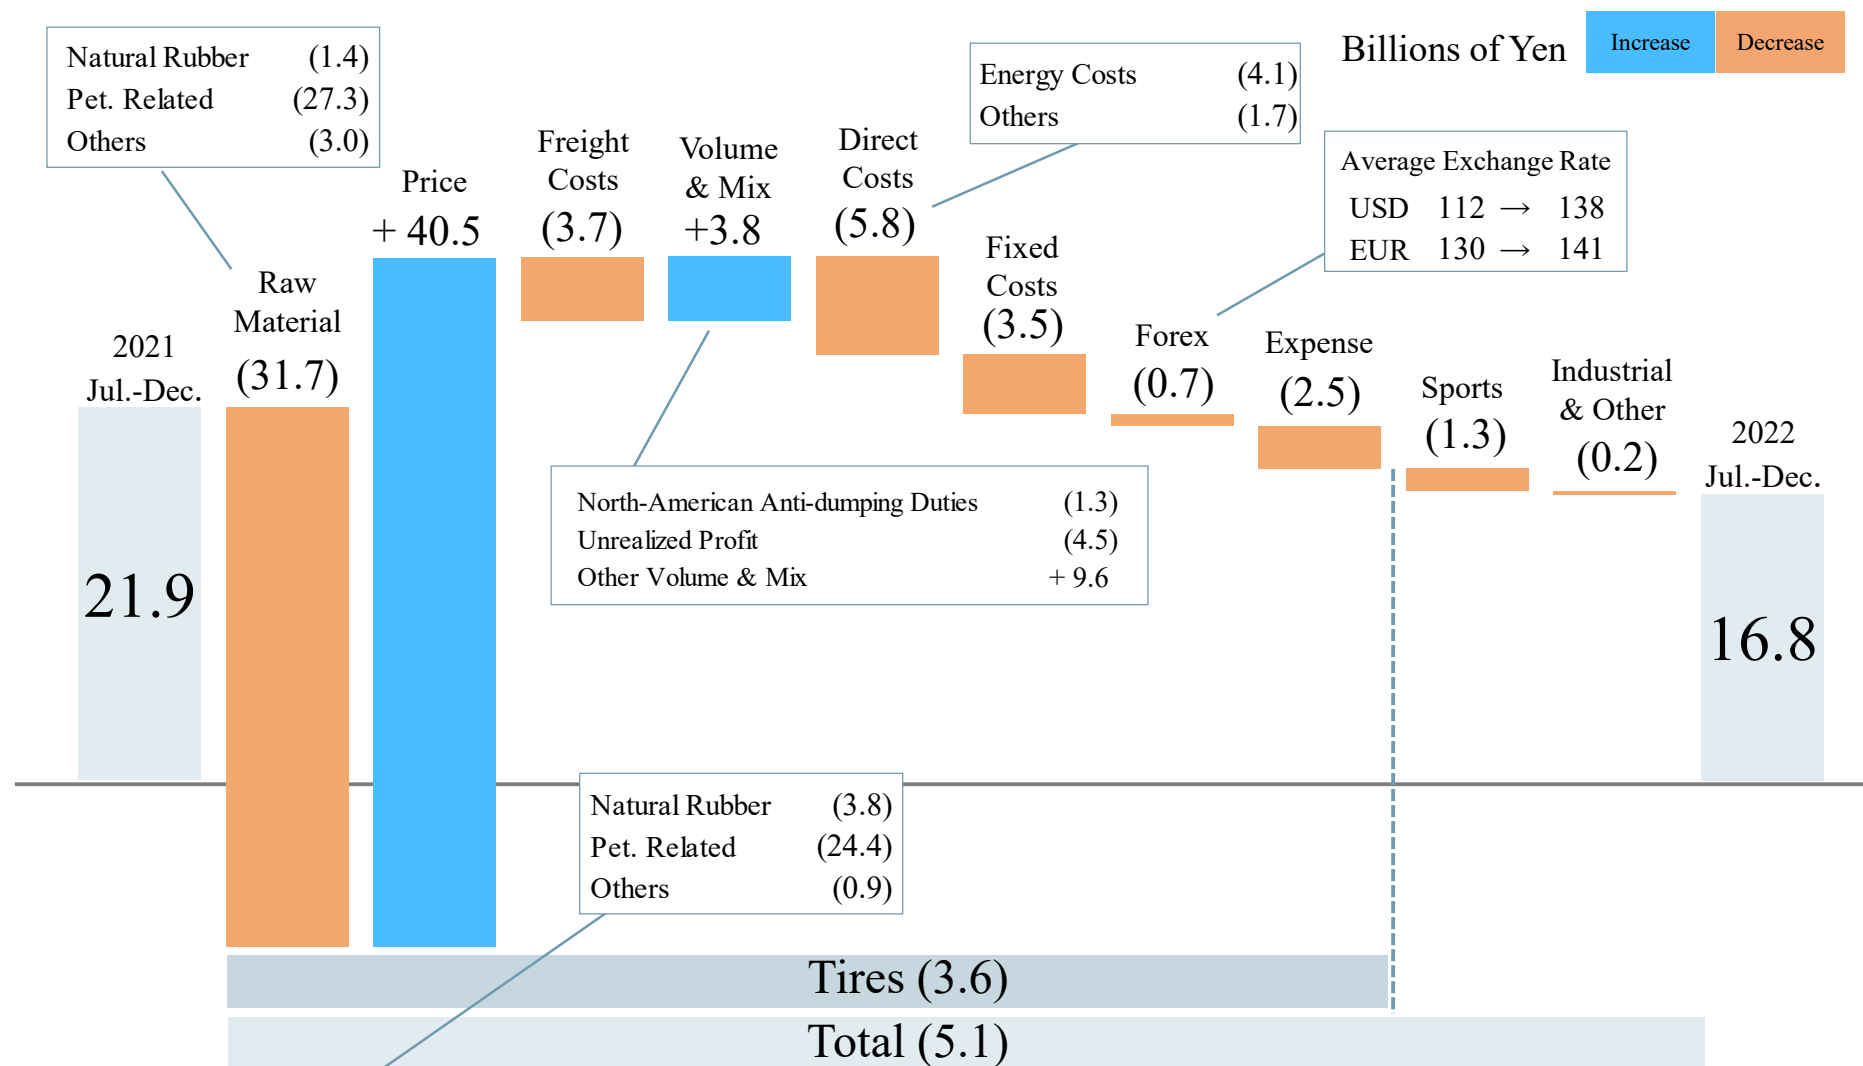 Natural Rubber (1.4)
Pet. Related (27.3)
Others (3.0)
Billions of Yen
Increase
Decrease
Energy Costs (4.1)
Others (1.7)
Average Exchange Rate
USD 112 → 138
EUR 130 → 141
2021
Jul.-Dec.
21.9
Raw
Material
(31.7)
Price
+ 40.5
Freight
Costs
(3.7)
Volume
& Mix
+3.8
Direct
Costs
(5.8)
Fixed
Costs
(3.5)
Forex
(0.7)
Expense
(2.5)
Sports
(1.3)
Industrial
& Other
(0.2)
2022
Jul.-Dec.
16.8
North-American Anti-dumping Duties (1.3)
Unrealized Profit (4.5)
Other Volume & Mix + 9.6
Natural Rubber (3.8)
Pet. Related (24.4)
Others (0.9)
Tires (3.6)
Total (5.1)